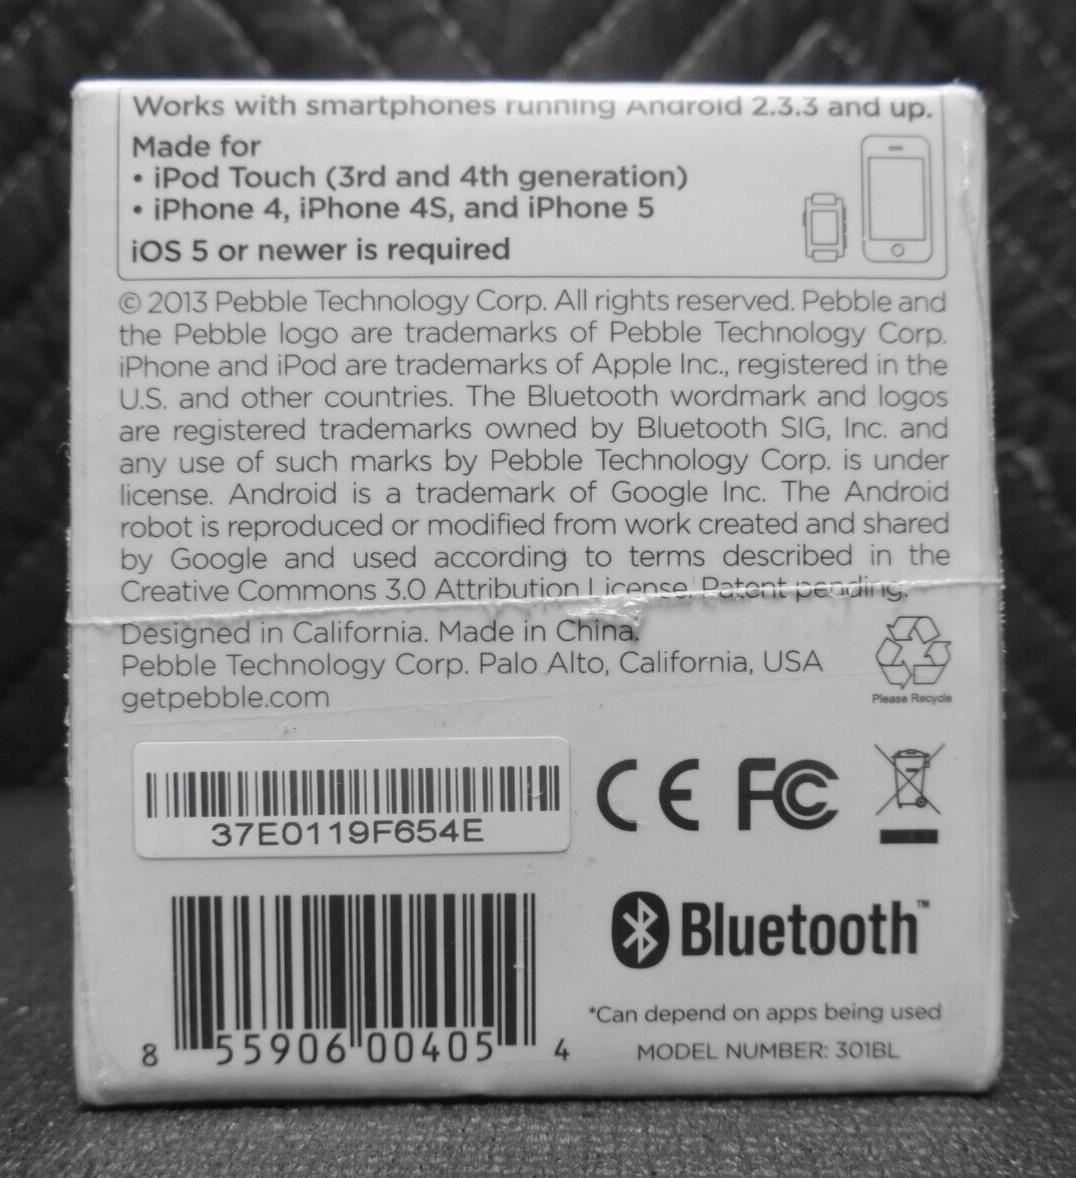 Works with smartphones running Android 2.3.3 and up.
Made for
• iPod Touch (3rd and 4th generation)
• iPhone 4, iPhone 4S, and iPhone 5
iOS 5 or newer is required
© 2013 Pebble Technology Corp. All rights reserved. Pebble and
the Pebble logo are trademarks of Pebble Technology Corp.
iPhone and iPod are trademarks of Apple Inc., registered in the
U.S. and other countries. The Bluetooth wordmark and logos
are registered trademarks owned by Bluetooth SIG, Inc. and
any use of such marks by Pebble Technology Corp. is under
license. Android is a trademark of Google Inc. The Android
robot is reproduced or modified from work created and shared
by Google and used according to terms described in the
Creative Commons 3.0 Attribution License. Patent pending.
Designed in California. Made in China.
Pebble Technology Corp. Palo Alto, California, USA
getpebble.com
Please Recycle
37E0119F654E
CE FC
Bluetooth™
*Can depend on apps being used
MODEL NUMBER: 301BL
8 55906 00405 4